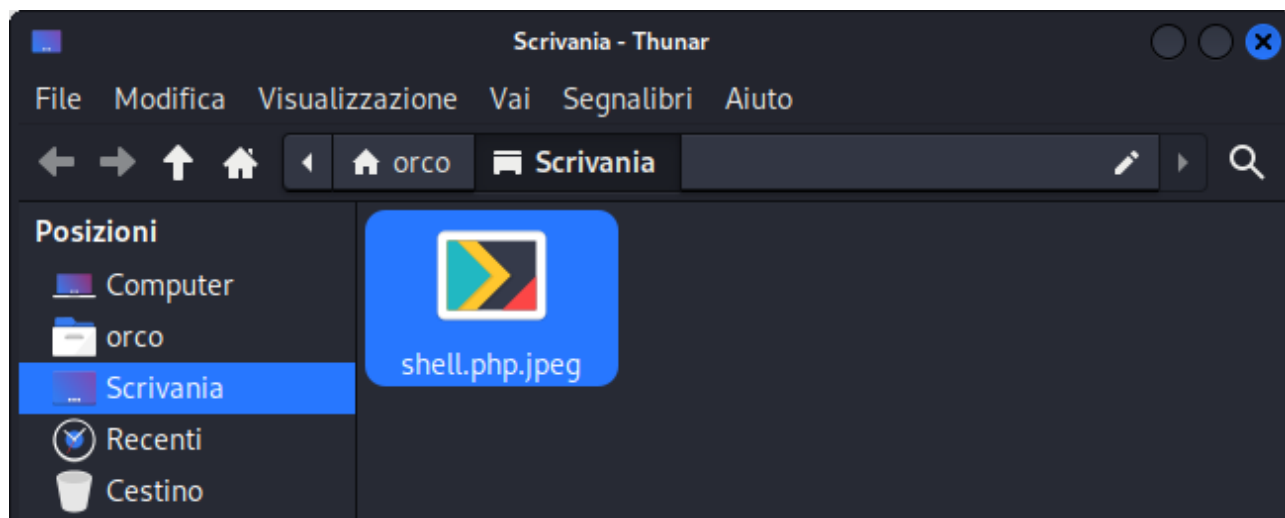 Scrivania - Thunar
File Modifica Visualizzazione Vai Segnalibri Aiuto
orco Scrivania
Posizioni
Computer
orco
Scrivania
Recenti
Cestino
shell.php.jpeg